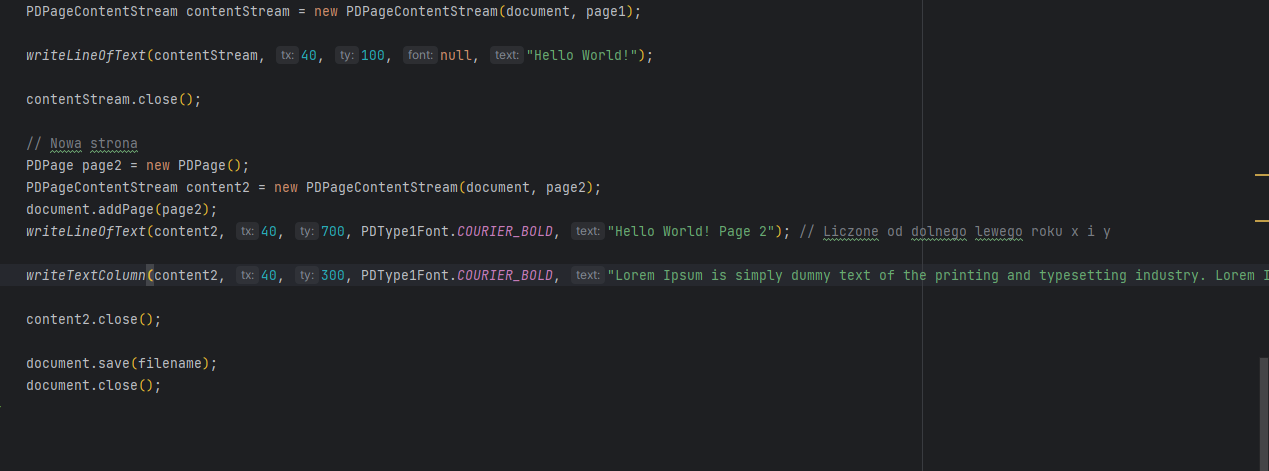 PDPageContentStream contentStream = new PDPageContentStream(document, page1);
writeLineOfText(contentStream, tx: 40, ty: 100, font: null, text: "Hello World!");
contentStream.close();
// Nowa strona
PDPage page2 = new PDPage();
PDPageContentStream content2 = new PDPageContentStream(document, page2);
document.addPage(page2);
writeLineOfText(content2, tx: 40, ty: 700, PDType1Font.COURIER_BOLD, text: "Hello World! Page 2"); // Liczone od dolnego lewego roku x i y
writeTextColumn(content2, tx: 40, ty: 300, PDType1Font.COURIER_BOLD, text: "Lorem Ipsum is simply dummy text of the printing and typesetting industry. Lorem I
content2.close();
document.save(filename);
document.close();